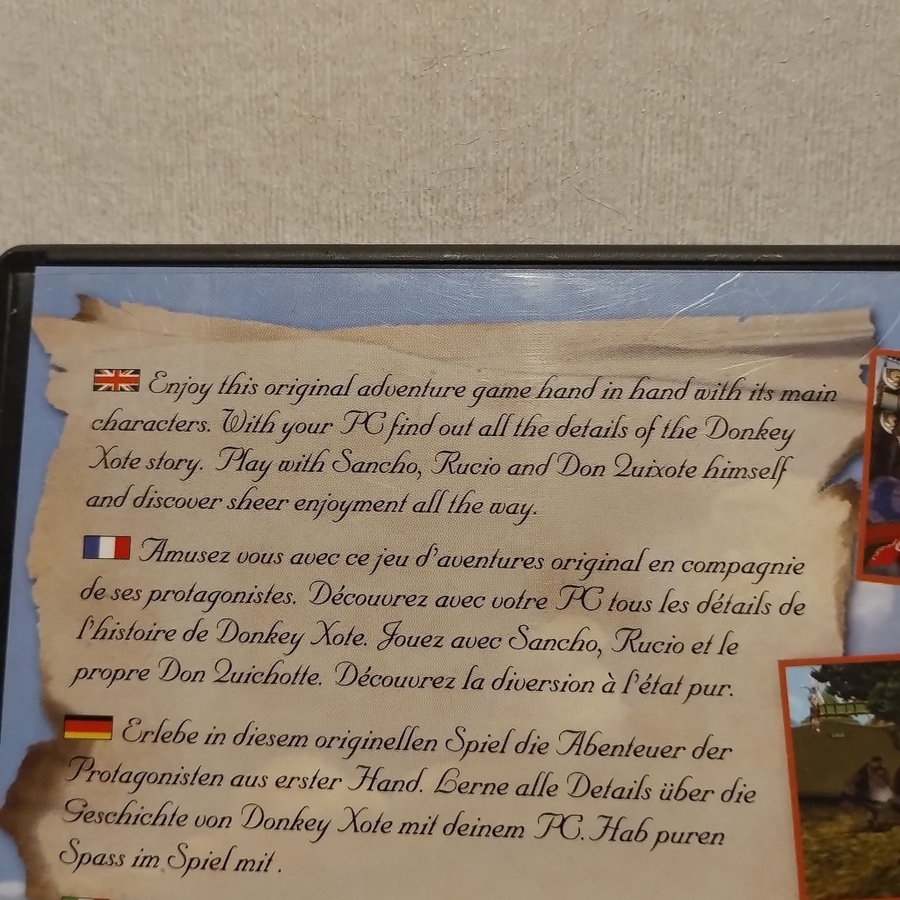 Enjoy this original adventure game hand in hand with its main
characters. With your PC find out all the details of the Donkey
Xote story. Play with Sancho, Rucio and Don Quixote himself
and discover sheer enjoyment all the way.
Amusez vous avec ce jeu d'aventures original en compagnie
de ses protagonistes. Découvrez avec votre PC tous les détails de
l'histoire de Donkey Xote. Jouez avec Sancho, Rucio et le
propre Don Quichotte. Découvrez la diversion à l'état pur.
Erlebe in diesem originellen Spiel die Abenteuer der
Protagonisten aus erster Hand. Lerne alle Details über die
Geschichte von Donkey Xote mit deinem PC. Hab puren
Spass im Spiel mit .